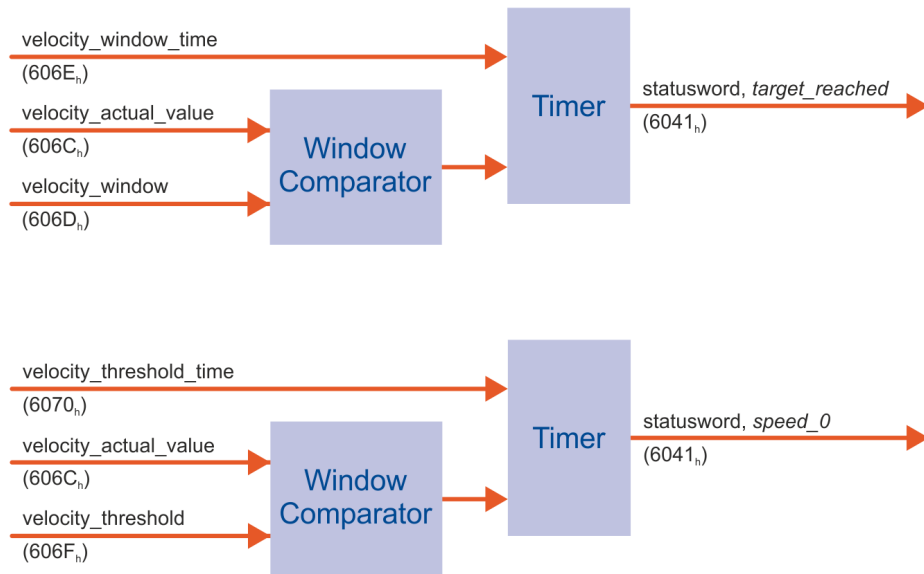 velocity_window_time
(606Eₕ)
velocity_actual_value
(606Cₕ)
velocity_window
(606Dₕ)
Window
Comparator
Timer
statusword, target_reached
(6041ₕ)
velocity_threshold_time
(6070ₕ)
velocity_actual_value
(606Cₕ)
velocity_threshold
(606Fₕ)
Window
Comparator
Timer
statusword, speed_0
(6041ₕ)